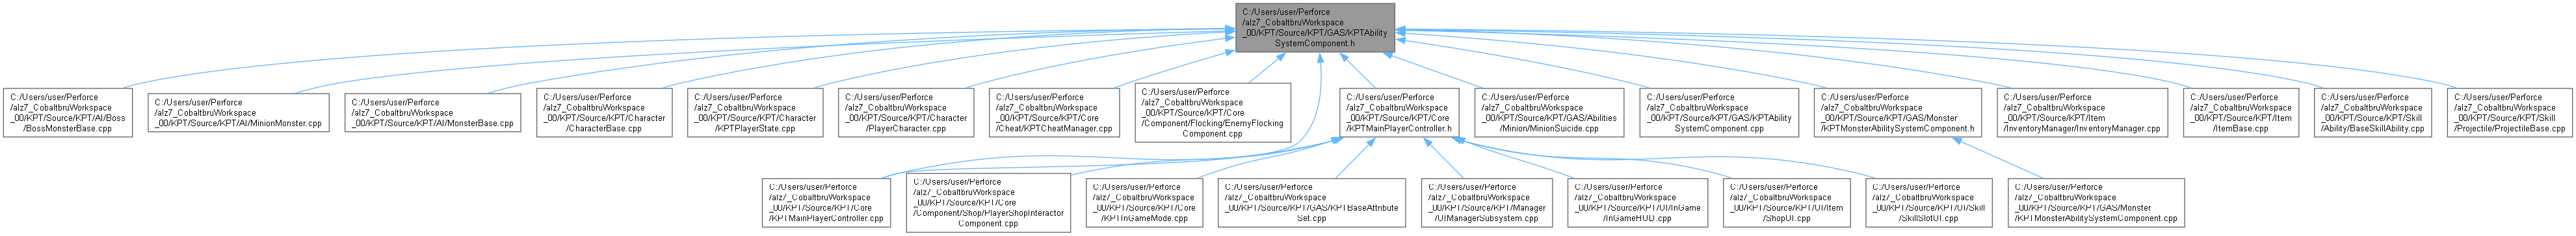 C:/Users/user/Perforce
/alz7_CobaltbruWorkspace
_00/KPT/Source/KPT/GAS/KPTAbility
SystemComponent.h
C:/Users/user/Perforce
/alz7_CobaltbruWorkspace
_00/KPT/Source/KPT/AI/Boss
/BossMonsterBase.cpp
C:/Users/user/Perforce
/alz7_CobaltbruWorkspace
_00/KPT/Source/KPT/AI/MinionMonster.cpp
C:/Users/user/Perforce
/alz7_CobaltbruWorkspace
_00/KPT/Source/KPT/AI/MonsterBase.cpp
C:/Users/user/Perforce
/alz7_CobaltbruWorkspace
_00/KPT/Source/KPT/Character
/CharacterBase.cpp
C:/Users/user/Perforce
/alz7_CobaltbruWorkspace
_00/KPT/Source/KPT/Character
/KPTPlayerState.cpp
C:/Users/user/Perforce
/alz7_CobaltbruWorkspace
_00/KPT/Source/KPT/Character
/PlayerCharacter.cpp
C:/Users/user/Perforce
/alz7_CobaltbruWorkspace
_00/KPT/Source/KPT/Core
/Cheat/KPTCheatManager.cpp
C:/Users/user/Perforce
/alz7_CobaltbruWorkspace
_00/KPT/Source/KPT/Core
/Component/Flocking/EnemyFlocking
Component.cpp
C:/Users/user/Perforce
/alz7_CobaltbruWorkspace
_00/KPT/Source/KPT/Core
/KPTMainPlayerController.h
C:/Users/user/Perforce
/alz7_CobaltbruWorkspace
_00/KPT/Source/KPT/GAS/Abilities
/Minion/MinionSuicide.cpp
C:/Users/user/Perforce
/alz7_CobaltbruWorkspace
_00/KPT/Source/KPT/GAS/KPTAbility
SystemComponent.cpp
C:/Users/user/Perforce
/alz7_CobaltbruWorkspace
_00/KPT/Source/KPT/GAS/Monster
/KPTMonsterAbilitySystemComponent.h
C:/Users/user/Perforce
/alz7_CobaltbruWorkspace
_00/KPT/Source/KPT/Item
/InventoryManager/InventoryManager.cpp
C:/Users/user/Perforce
/alz7_CobaltbruWorkspace
_00/KPT/Source/KPT/Item
/ItemBase.cpp
C:/Users/user/Perforce
/alz7_CobaltbruWorkspace
_00/KPT/Source/KPT/Skill
/Ability/BaseSkillAbility.cpp
C:/Users/user/Perforce
/alz7_CobaltbruWorkspace
_00/KPT/Source/KPT/Skill
/Projectile/ProjectileBase.cpp
C:/Users/user/Perforce
/alz7_CobaltbruWorkspace
_00/KPT/Source/KPT/Core
/KPTMainPlayerController.cpp
C:/Users/user/Perforce
/alz7_CobaltbruWorkspace
_00/KPT/Source/KPT/Core
/Component/Shop/PlayerShopInteractor
Component.cpp
C:/Users/user/Perforce
/alz7_CobaltbruWorkspace
_00/KPT/Source/KPT/Core
/KPTInGameMode.cpp
C:/Users/user/Perforce
/alz7_CobaltbruWorkspace
_00/KPT/Source/KPT/GAS/KPTBaseAttribute
Set.cpp
C:/Users/user/Perforce
/alz7_CobaltbruWorkspace
_00/KPT/Source/KPT/Manager
/UIManagerSubsystem.cpp
C:/Users/user/Perforce
/alz7_CobaltbruWorkspace
_00/KPT/Source/KPT/UI/InGame
/InGameHUD.cpp
C:/Users/user/Perforce
/alz7_CobaltbruWorkspace
_00/KPT/Source/KPT/UI/Item
/ShopUI.cpp
C:/Users/user/Perforce
/alz7_CobaltbruWorkspace
_00/KPT/Source/KPT/UI/Skill
/SkillSlotUI.cpp
C:/Users/user/Perforce
/alz7_CobaltbruWorkspace
_00/KPT/Source/KPT/GAS/Monster
/KPTMonsterAbilitySystemComponent.cpp